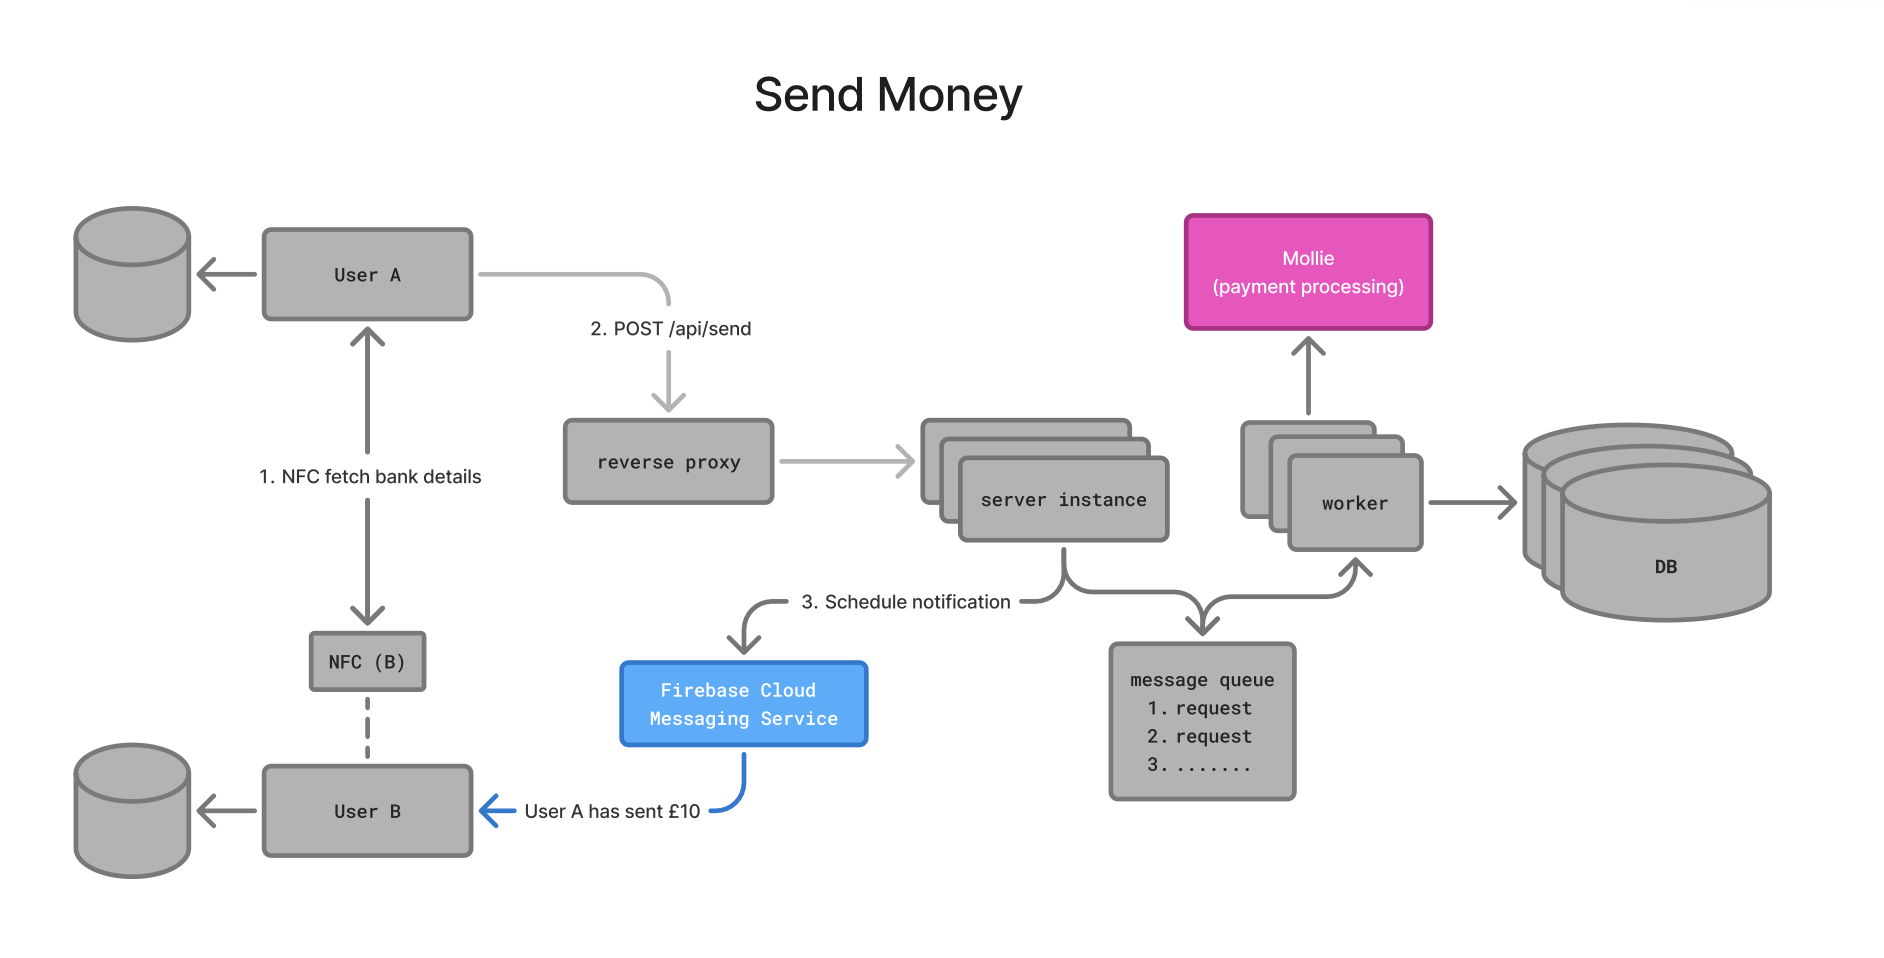 Send Money
User A
Mollie
(payment processing)
2. POST /api/send
reverse proxy
server instance
worker
DB
1. NFC fetch bank details
3. Schedule notification
NFC (B)
Firebase Cloud
Messaging Service
message queue
1. request
2. request
3. .......
User B
User A has sent £10